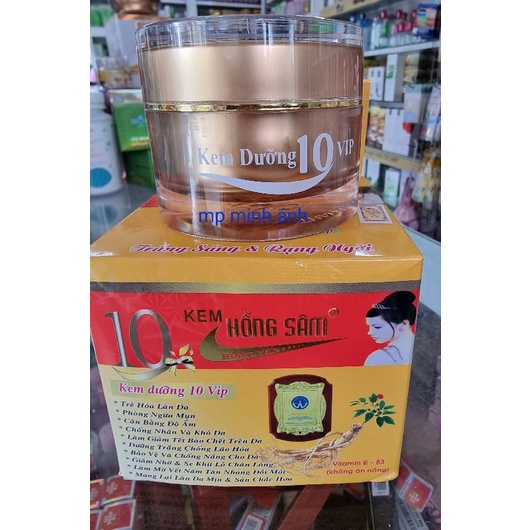 Kem Dưỡng 10 VIP
mp minh ánh
Trắng Sáng & Rạng Ngời
10
KEM
HỒNG SÂM
Kem dưỡng 10 Vip
* Trẻ Hóa Làn Da
* Phòng Ngừa Mụn
* Cân Bằng Độ Ẩm
* Chống Nhăn Và Khô Da
* Làm Giảm Tết Bào Chết Trên Da
* Dưỡng Trắng Chống Lão Hóa
* Bảo Vệ Và Chống Nắng Cho Da
* Giảm Nhờ & Se Khít Lỗ Chân Lông
* Làm Mờ Vết Nám Tàn Nhang Đồi Mồi
* Mang Lại Làn Da Mịn & Săn Chắc Hơn
Vitamin E - B3
(không ăn nắng)